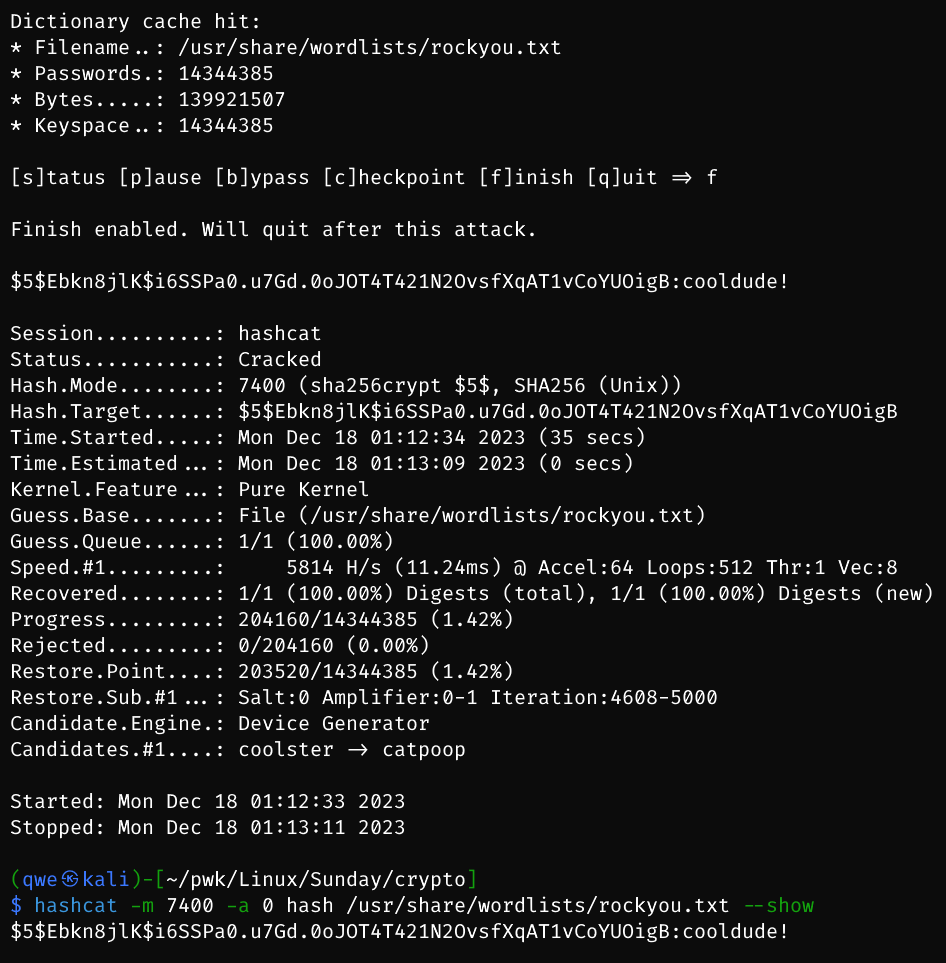 Dictionary cache hit:
* Filename..: /usr/share/wordlists/rockyou.txt
* Passwords.: 14344385
* Bytes.....: 139921507
* Keyspace..: 14344385
[s]tatus [p]ause [b]ypass [c]heckpoint [f]inish [q]uit => f
Finish enabled. Will quit after this attack.
$5$Ebkn8jlK$i6SSPa0.u7Gd.0oJOT4T421N2OvsfXqAT1vCoYUOigB:cooldude!
Session..........: hashcat
Status...........: Cracked
Hash.Mode........: 7400 (sha256crypt $5$, SHA256 (Unix))
Hash.Target......: $5$Ebkn8jlK$i6SSPa0.u7Gd.0oJOT4T421N2OvsfXqAT1vCoYUOigB
Time.Started.....: Mon Dec 18 01:12:34 2023 (35 secs)
Time.Estimated...: Mon Dec 18 01:13:09 2023 (0 secs)
Kernel.Feature...: Pure Kernel
Guess.Base.......: File (/usr/share/wordlists/rockyou.txt)
Guess.Queue......: 1/1 (100.00%)
Speed.#1.........:     5814 H/s (11.24ms) @ Accel:64 Loops:512 Thr:1 Vec:8
Recovered........: 1/1 (100.00%) Digests (total), 1/1 (100.00%) Digests (new)
Progress.........: 204160/14344385 (1.42%)
Rejected.........: 0/204160 (0.00%)
Restore.Point....: 203520/14344385 (1.42%)
Restore.Sub.#1...: Salt:0 Amplifier:0-1 Iteration:4608-5000
Candidate.Engine.: Device Generator
Candidates.#1....: coolster -> catpoop
Started: Mon Dec 18 01:12:33 2023
Stopped: Mon Dec 18 01:13:11 2023
(qwe㉿kali)-[~/pwk/Linux/Sunday/crypto]
$ hashcat -m 7400 -a 0 hash /usr/share/wordlists/rockyou.txt --show
$5$Ebkn8jlK$i6SSPa0.u7Gd.0oJOT4T421N2OvsfXqAT1vCoYUOigB:cooldude!